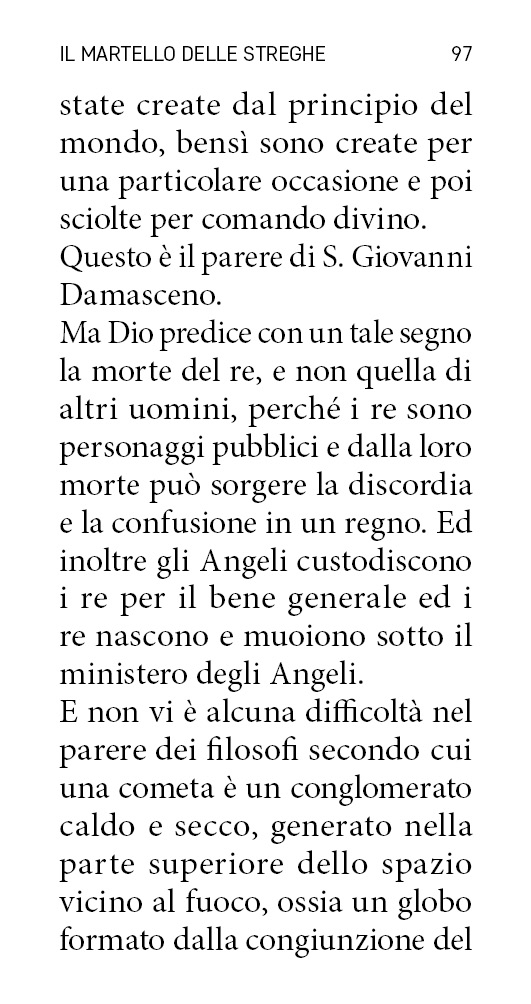 IL MARTELLO DELLE STREGHE 97
state create dal principio del
mondo, bensì sono create per
una particolare occasione e poi
sciolte per comando divino.
Questo è il parere di S. Giovanni
Damasceno.
Ma Dio predice con un tale segno
la morte del re, e non quella di
altri uomini, perché i re sono
personaggi pubblici e dalla loro
morte può sorgere la discordia
e la confusione in un regno. Ed
inoltre gli Angeli custodiscono
i re per il bene generale ed i
re nascono e muoiono sotto il
ministero degli Angeli.
E non vi è alcuna difficoltà nel
parere dei filosofi secondo cui
una cometa è un conglomerato
caldo e secco, generato nella
parte superiore dello spazio
vicino al fuoco, ossia un globo
formato dalla congiunzione del